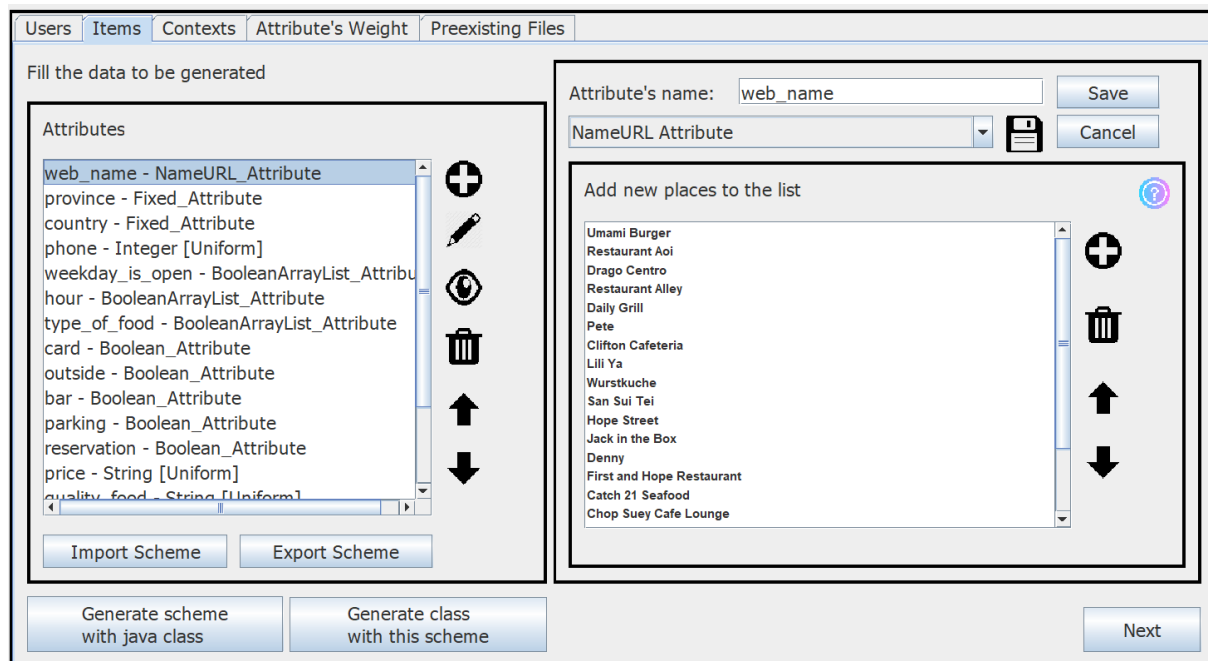 Users Items Contexts Attribute's Weight Preexisting Files
Fill the data to be generated
Attributes
web_name - NameURL_Attribute
province - Fixed_Attribute
country - Fixed_Attribute
phone - Integer [Uniform]
weekday_is_open - BooleanArrayList_Attribu
hour - BooleanArrayList_Attribute
type_of_food - BooleanArrayList_Attribute
card - Boolean_Attribute
outside - Boolean_Attribute
bar - Boolean_Attribute
parking - Boolean_Attribute
reservation - Boolean_Attribute
price - String [Uniform]
quality_food - String [Uniform]
Import Scheme Export Scheme
Generate scheme
with java class
Generate class
with this scheme
Attribute's name: web_name Save
NameURL Attribute Cancel
Add new places to the list ?
Umami Burger
Restaurant Aoi
Drago Centro
Restaurant Alley
Daily Grill
Pete
Clifton Cafeteria
Lili Ya
Wurstkuche
San Sui Tei
Hope Street
Jack in the Box
Denny
First and Hope Restaurant
Catch 21 Seafood
Chop Suey Cafe Lounge
Next